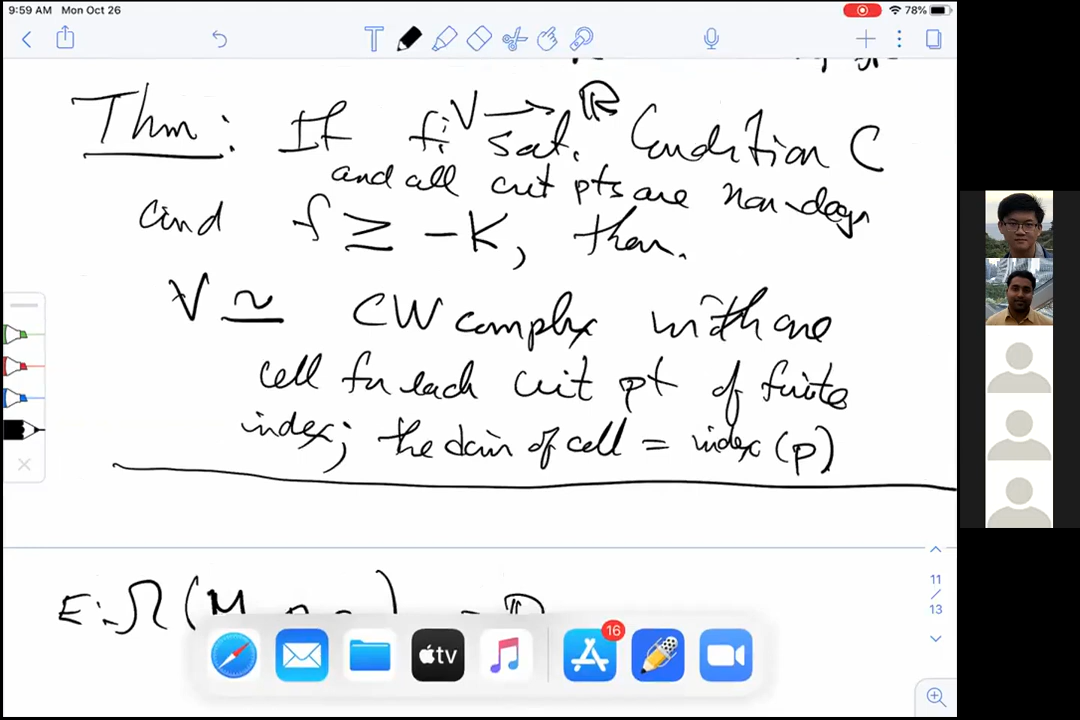 9:59 AM Mon Oct 26
78%
Thm: If f: V → ℝ sat. Condition C
and all crit pts are non-degn
and f ≥ -K, then.
V ≃ CW complex with one
cell for each crit pt of finite
index; the dim of cell = index (p)
11
/
13
E: Ω (M
16
tv